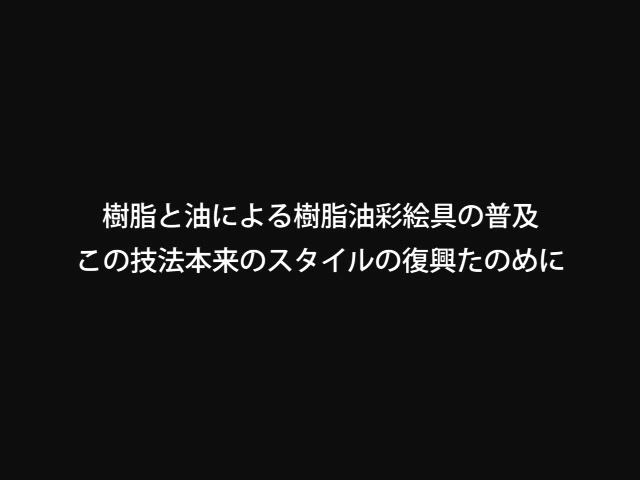 樹脂と油による樹脂油彩絵具の普及
この技法本来のスタイルの復興たのめに